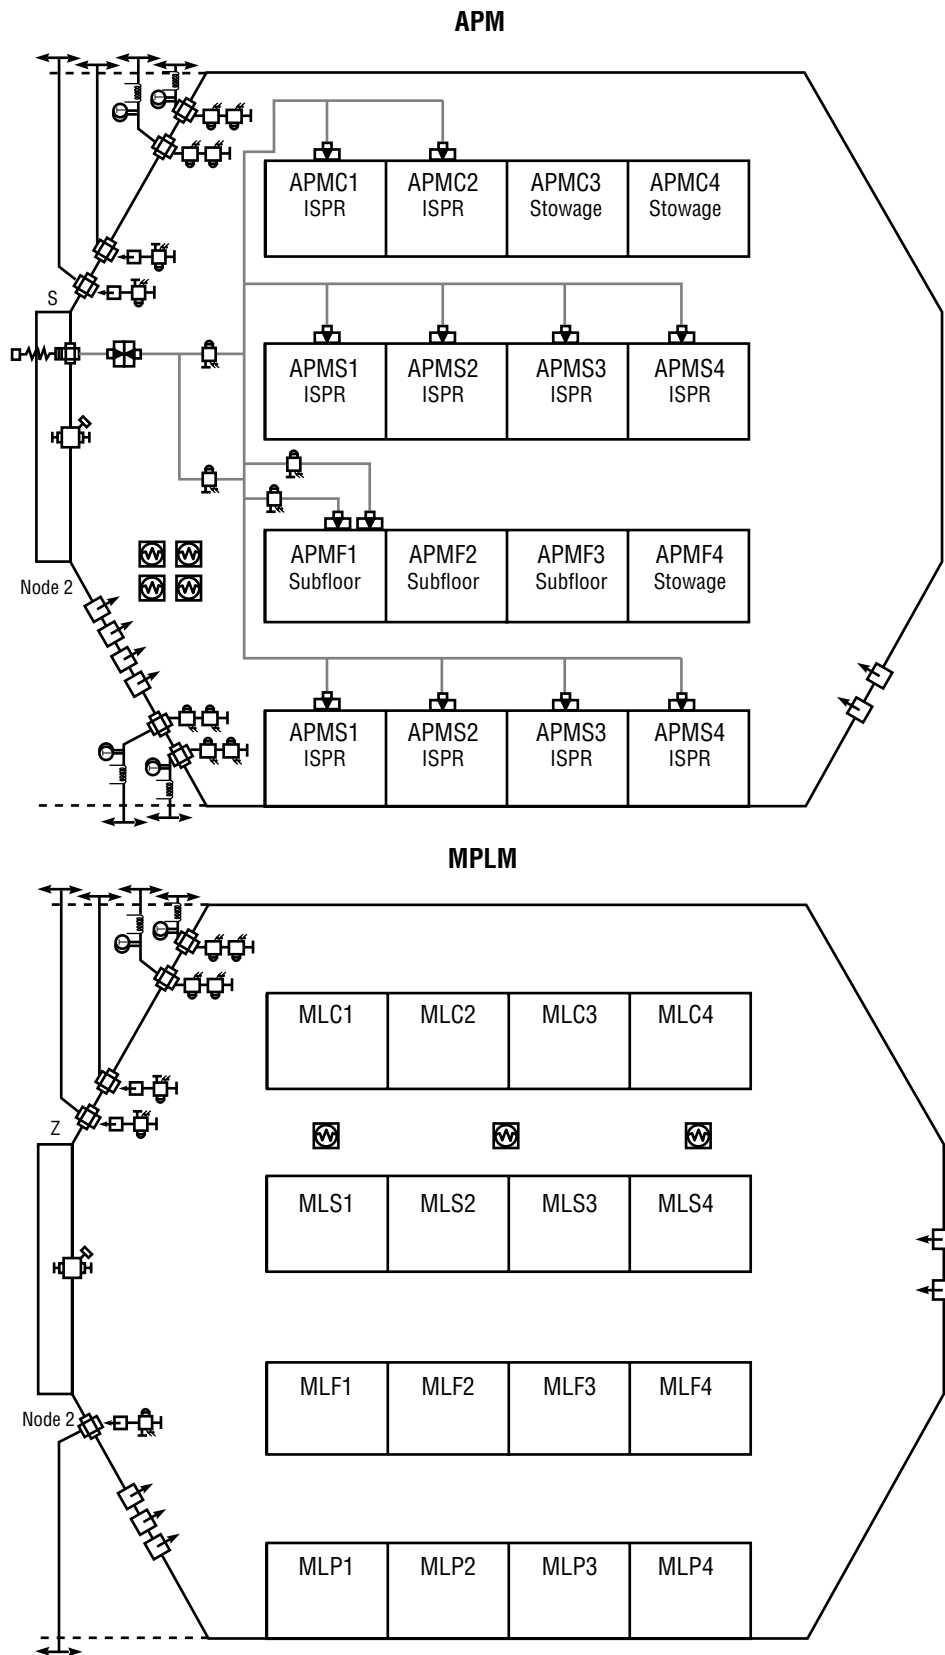 APM
APMC1 APMC2 APMC3 APMC4
ISPR ISPR Stowage Stowage
S
APMS1 APMS2 APMS3 APMS4
ISPR ISPR ISPR ISPR
APMF1 APMF2 APMF3 APMF4
Subfloor Subfloor Subfloor Stowage
Node 2
APMS1 APMS2 APMS3 APMS4
ISPR ISPR ISPR ISPR
MPLM
MLC1 MLC2 MLC3 MLC4
Z
MLS1 MLS2 MLS3 MLS4
MLF1 MLF2 MLF3 MLF4
Node 2
MLP1 MLP2 MLP3 MLP4